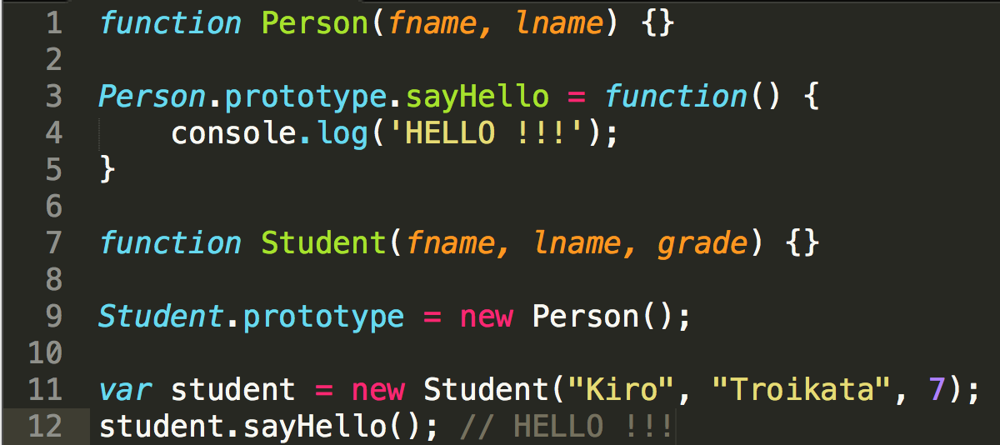 1 function Person(fname, lname) {}
2
3 Person.prototype.sayHello = function() {
4     console.log('HELLO !!!');
5 }
6
7 function Student(fname, lname, grade) {}
8
9 Student.prototype = new Person();
10
11 var student = new Student("Kiro", "Troikata", 7);
12 student.sayHello(); // HELLO !!!